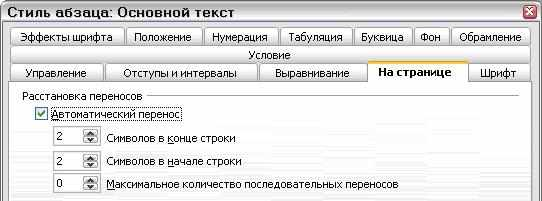 Стиль абзаца: Основной текст
Эффекты шрифта Положение Нумерация Табуляция Буквица Фон Обрамление
Условие
Управление Отступы и интервалы Выравнивание На странице Шрифт
Расстановка переносов
Автоматический перенос
2 Символов в конце строки
2 Символов в начале строки
0 Максимальное количество последовательных переносов